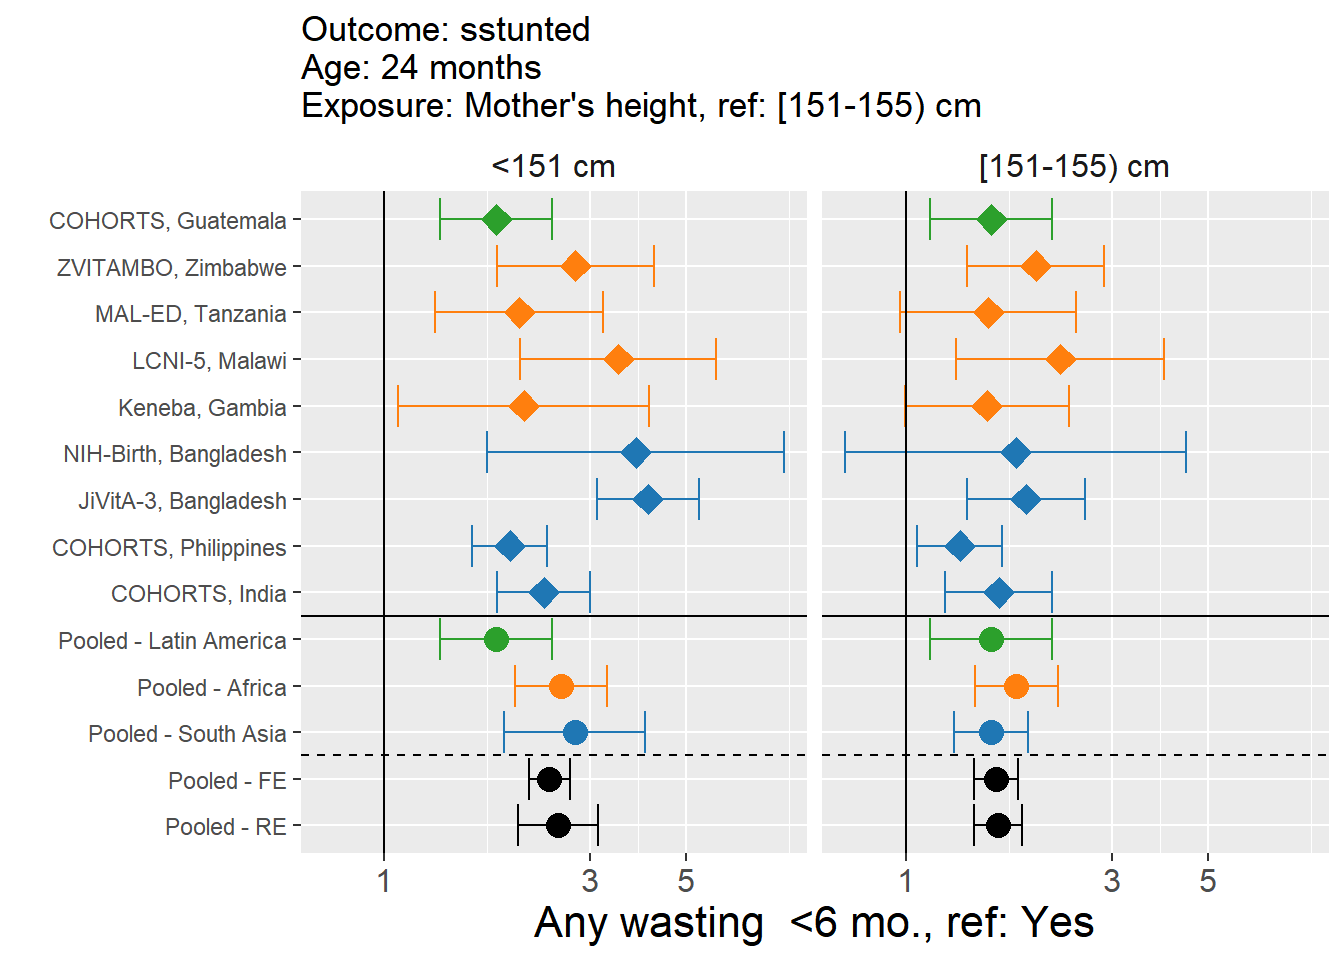 Outcome: sstunted
Age: 24 months
Exposure: Mother's height, ref: [151-155) cm
<151 cm
[151-155) cm
COHORTS, Guatemala
ZVITAMBO, Zimbabwe
MAL-ED, Tanzania
LCNI-5, Malawi
Keneba, Gambia
NIH-Birth, Bangladesh
JiVitA-3, Bangladesh
COHORTS, Philippines
COHORTS, India
Pooled - Latin America
Pooled - Africa
Pooled - South Asia
Pooled - FE
Pooled - RE
1 3 5
1 3 5
Any wasting  <6 mo., ref: Yes